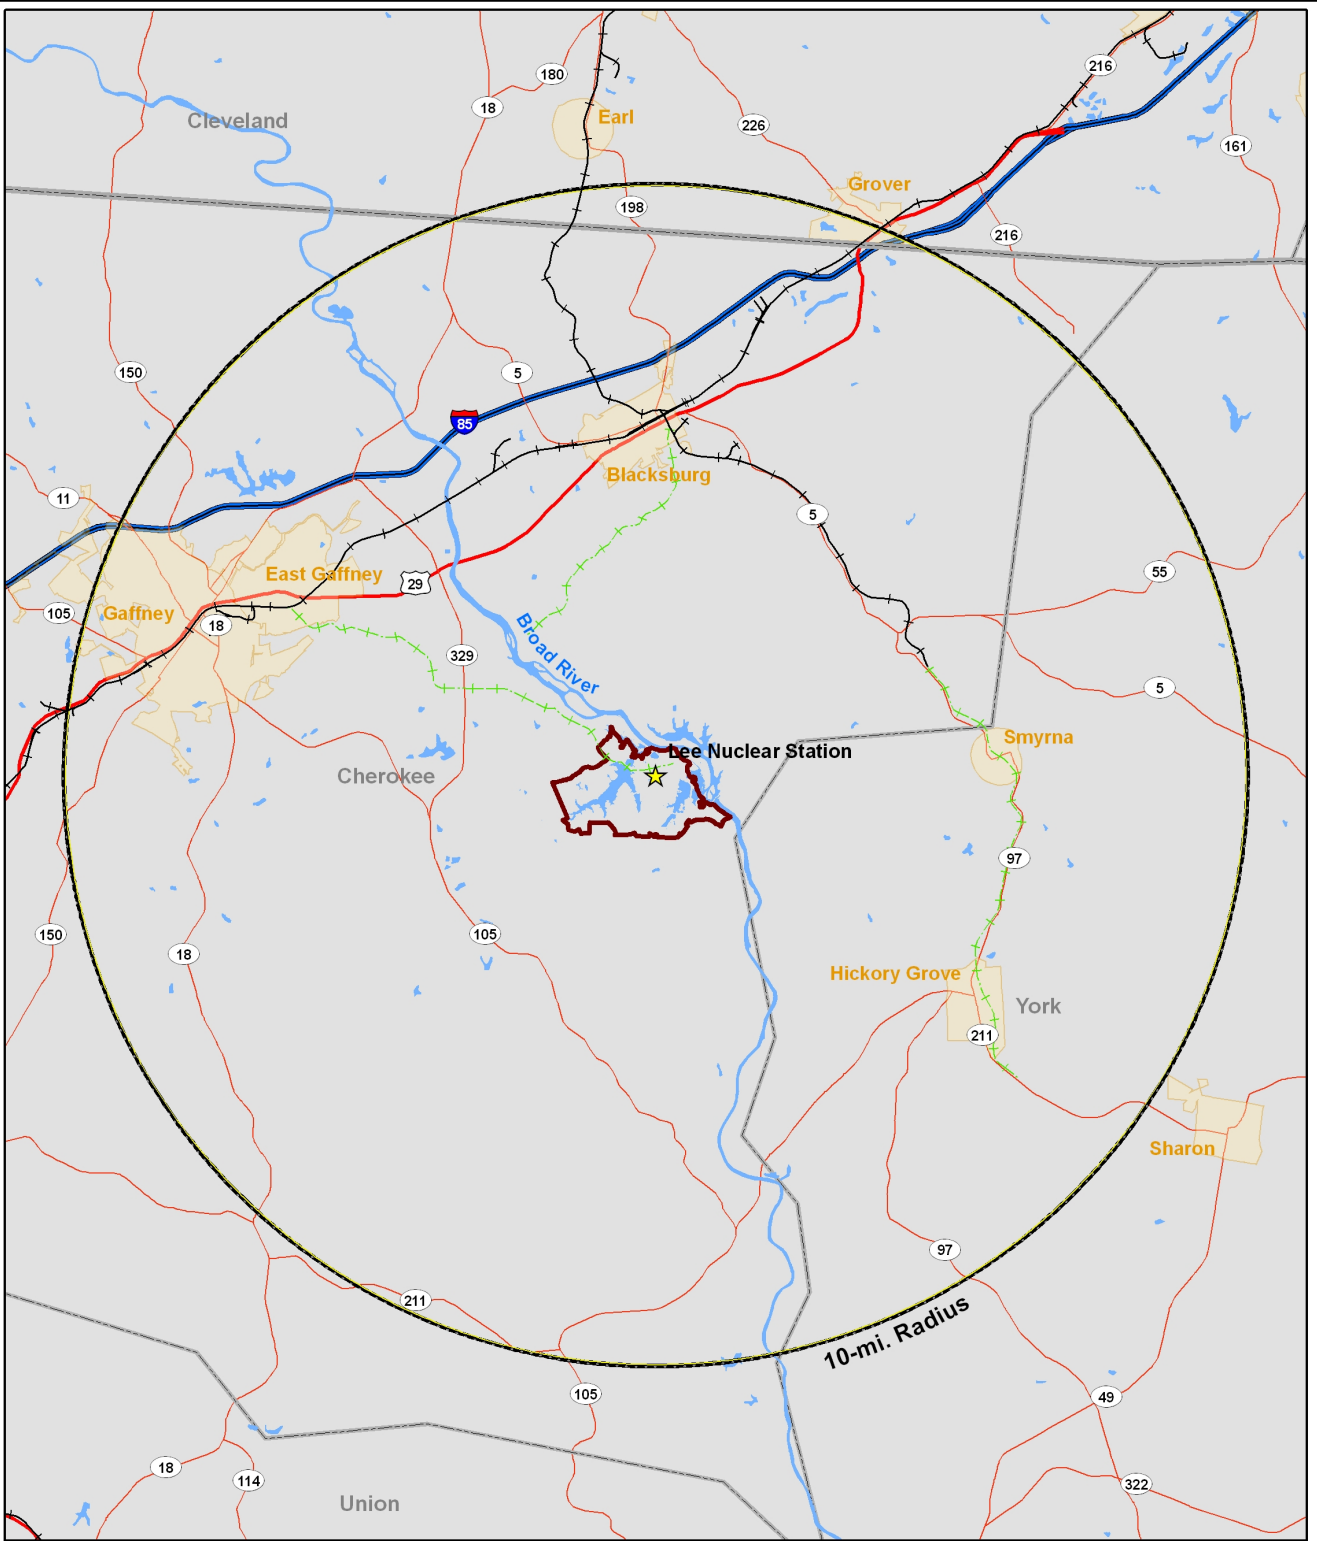 216
180
18
Earl
Cleveland
226
161
Grover
198
216
150
5
85
Blacksburg
11
5
East Gaffney
29
55
105
Gaffney
18
Broad River
329
5
Smyrna
Lee Nuclear Station
Cherokee
97
150
18
105
Hickory Grove
York
211
Sharon
97
211
10-mi. Radius
105
49
18
114
322
Union